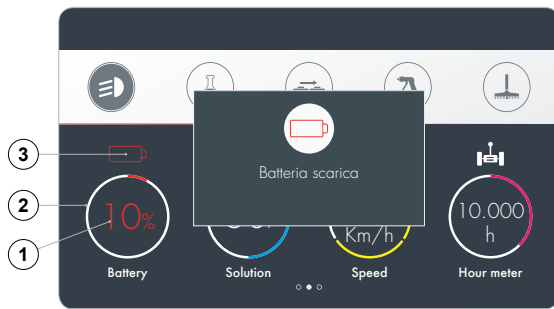 3
2
1
Batteria scarica
10%
Km/h
10.000
h
Battery
Solution
Speed
Hour meter